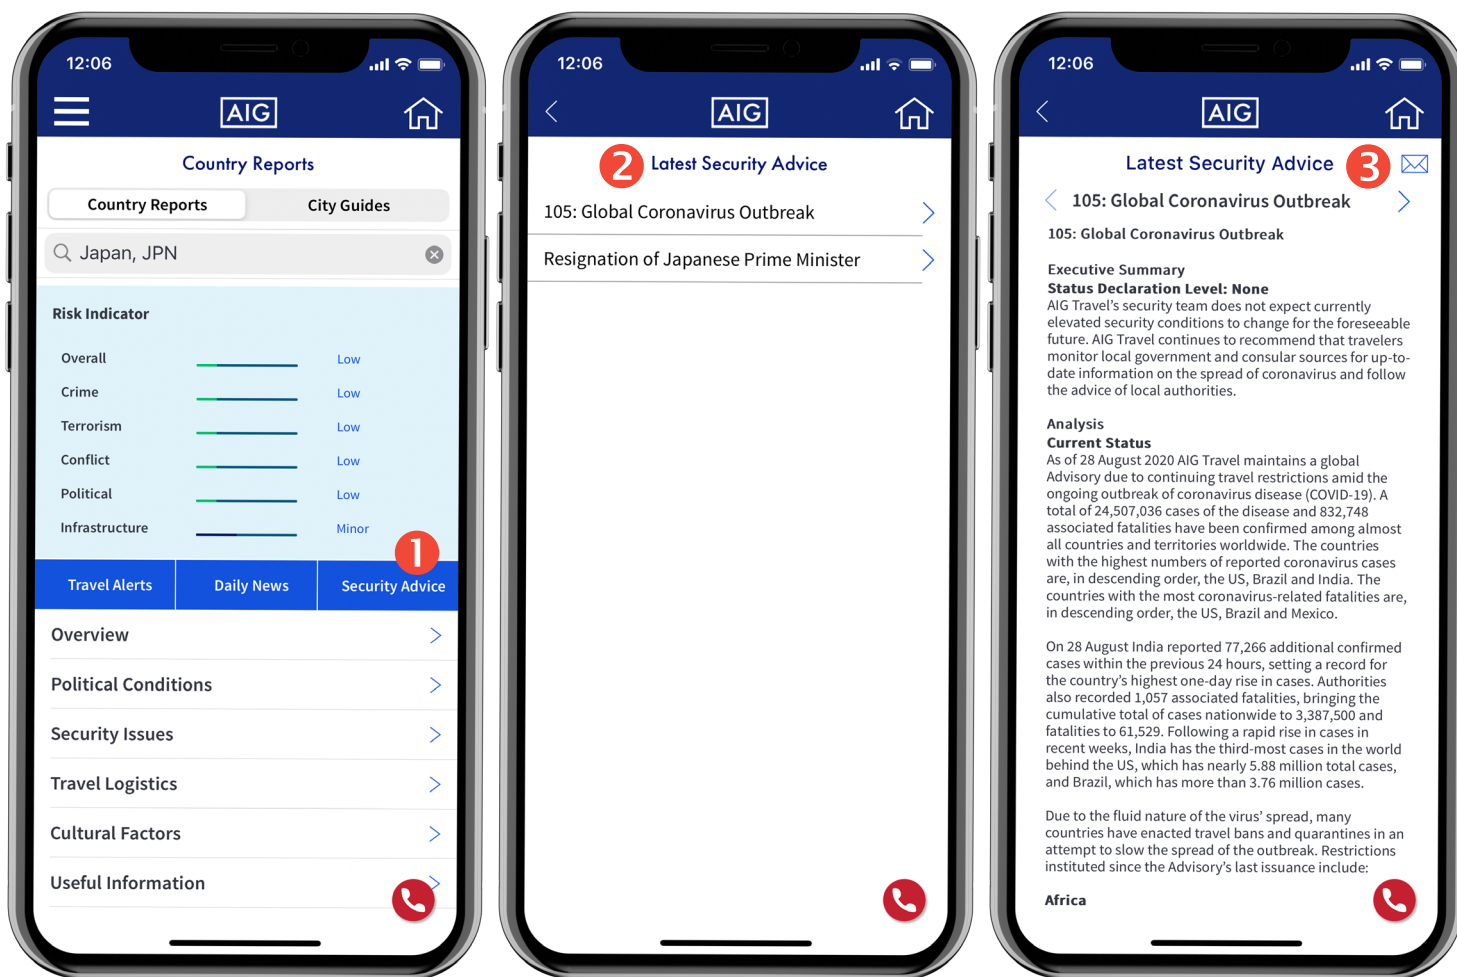 12:06
AIG
Country Reports
Country Reports
City Guides
Japan, JPN
Risk Indicator
Overall
Low
Crime
Low
Terrorism
Low
Conflict
Low
Political
Low
Infrastructure
Minor
1
Travel Alerts
Daily News
Security Advice
Overview
Political Conditions
Security Issues
Travel Logistics
Cultural Factors
Useful Information
12:06
AIG
2
Latest Security Advice
105: Global Coronavirus Outbreak
Resignation of Japanese Prime Minister
12:06
AIG
Latest Security Advice
3
105: Global Coronavirus Outbreak
105: Global Coronavirus Outbreak
Executive Summary
Status Declaration Level: None
AIG Travel's security team does not expect currently
elevated security conditions to change for the foreseeable
future. AIG Travel continues to recommend that travelers
monitor local government and consular sources for up-to-
date information on the spread of coronavirus and follow
the advice of local authorities.
Analysis
Current Status
As of 28 August 2020 AIG Travel maintains a global
Advisory due to continuing travel restrictions amid the
ongoing outbreak of coronavirus disease (COVID-19). A
total of 24,507,036 cases of the disease and 832,748
associated fatalities have been confirmed among almost
all countries and territories worldwide. The countries
with the highest numbers of reported coronavirus cases
are, in descending order, the US, Brazil and India. The
countries with the most coronavirus-related fatalities are,
in descending order, the US, Brazil and Mexico.
On 28 August India reported 77,266 additional confirmed
cases within the previous 24 hours, setting a record for
the country's highest one-day rise in cases. Authorities
also recorded 1,057 associated fatalities, bringing the
cumulative total of cases nationwide to 3,387,500 and
fatalities to 61,529. Following a rapid rise in cases in
recent weeks, India has the third-most cases in the world
behind the US, which has nearly 5.88 million total cases,
and Brazil, which has more than 3.76 million cases.
Due to the fluid nature of the virus' spread, many
countries have enacted travel bans and quarantines in an
attempt to slow the spread of the outbreak. Restrictions
instituted since the Advisory's last issuance include:
Africa